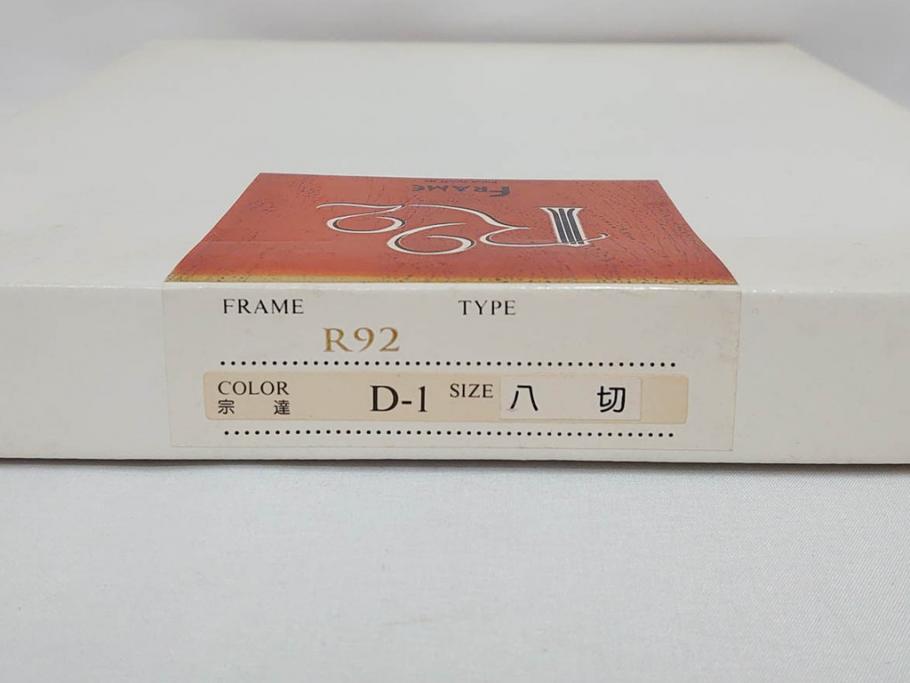 FRAME
R92
FRAME TYPE
R92
COLOR D-1 SIZE 八 切
宗 達